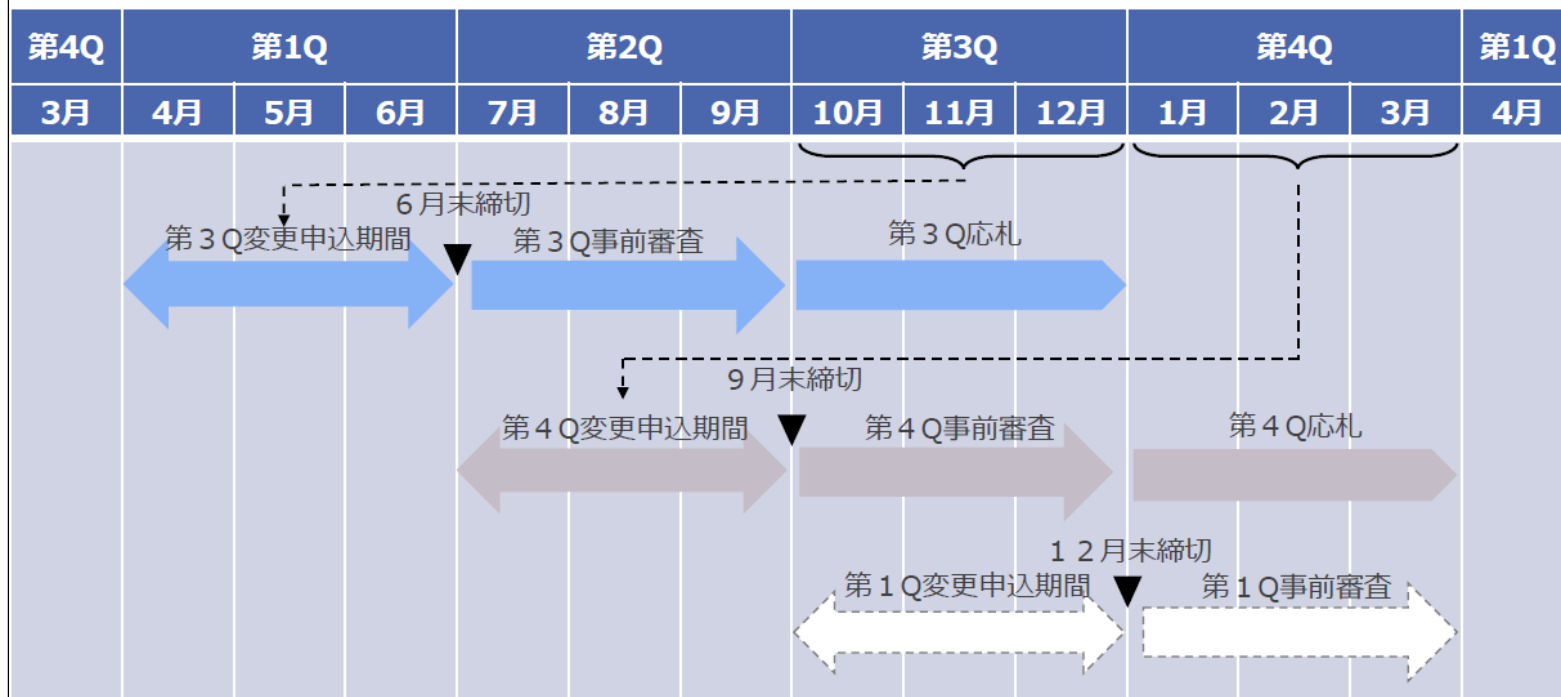 第4Q 第1Q 第2Q 第3Q 第4Q 第1Q
3月 4月 5月 6月 7月 8月 9月 10月 11月 12月 1月 2月 3月 4月
６月末締切
第３Q変更申込期間 第３Q事前審査 第３Q応札
９月末締切
第４Q変更申込期間 第４Q事前審査 第４Q応札
１２月末締切
第１Q変更申込期間 第１Q事前審査